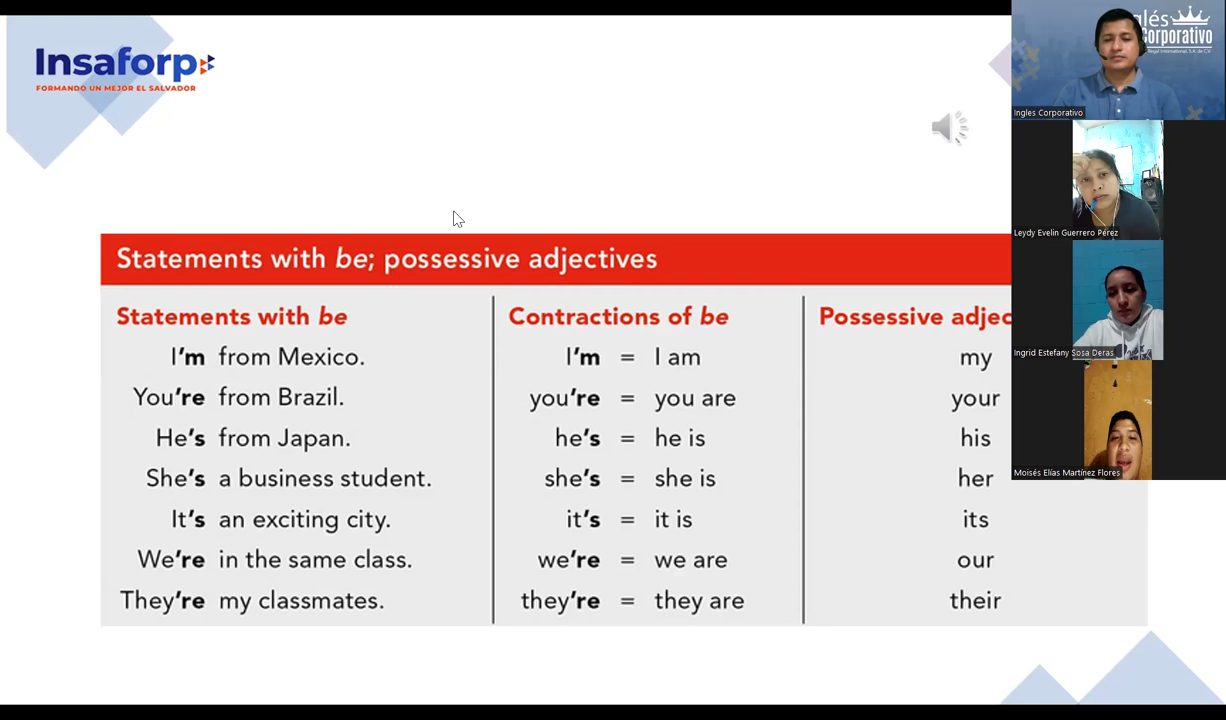 Insaforp
FORMANDO UN MEJOR EL SALVADOR
Statements with be; possessive adjectives
Statements with be
I'm from Mexico.
You're from Brazil.
He's from Japan.
She's a business student.
It's an exciting city.
We're in the same class.
They're my classmates.
Contractions of be
I'm = I am
you're = you are
he's = he is
she's = she is
it's = it is
we're = we are
they're = they are
Possessive adjec
my
your
his
her
its
our
their
Corporativo
Ingles Corporativo
Leydy Evelin Guerrero Pérez
Ingrid Estefany Sosa Deras
Moisés Elías Martínez Flores